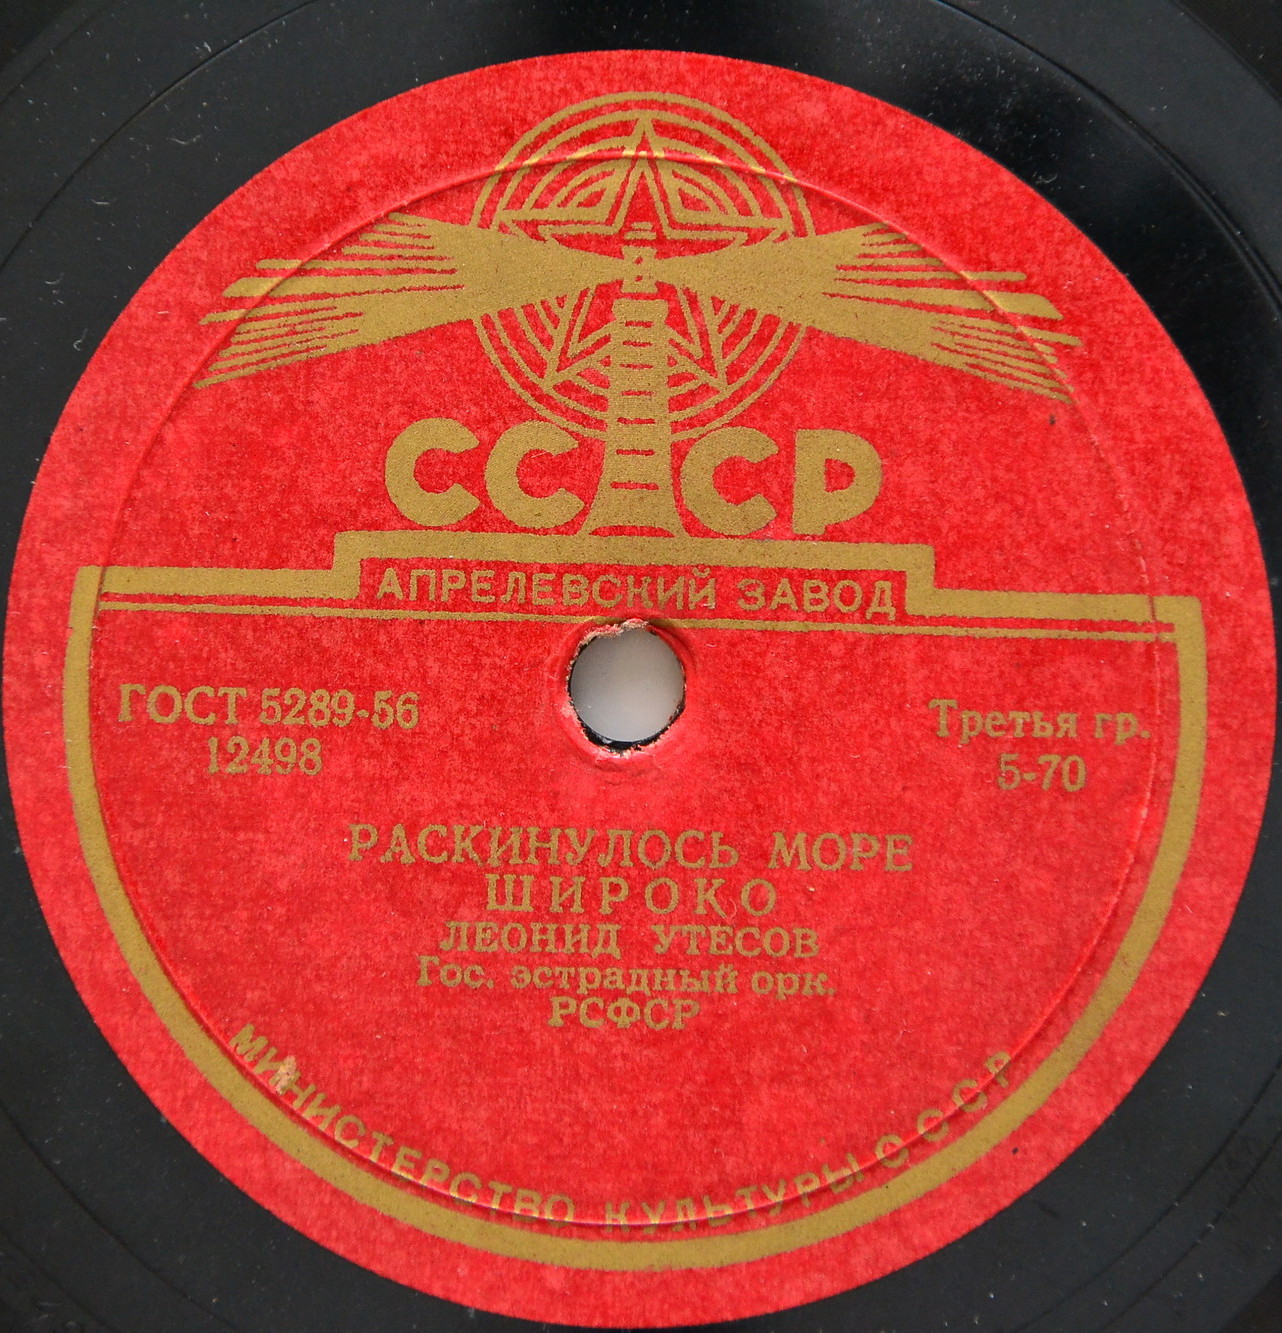 СССР
АПРЕЛЕВСКИЙ ЗАВОД
ГОСТ 5289-56
12498
Третья гр.
5-70
РАСКИНУЛОСЬ МОРЕ
ШИРОКО
ЛЕОНИД УТЕСОВ
Гос. эстрадный орк.
РСФСР
МИНИСТЕРСТВО КУЛЬТУРЫ СССР